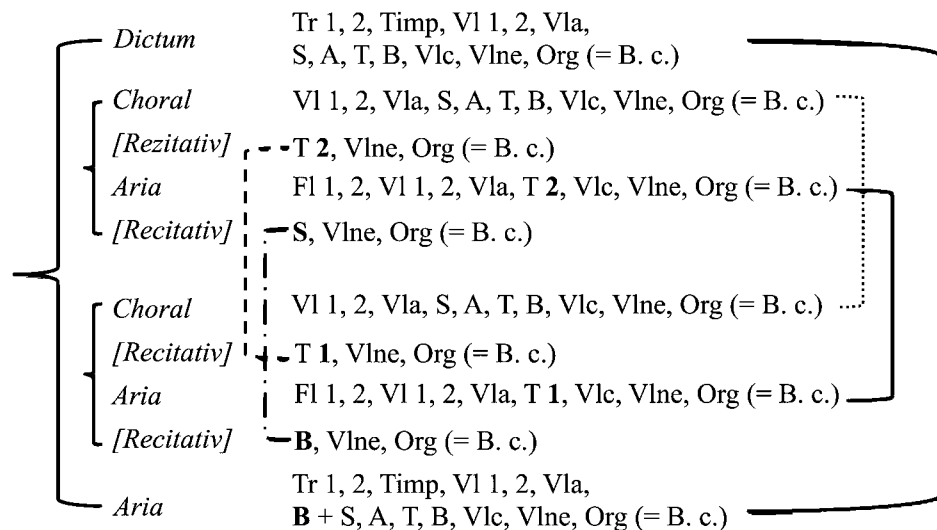 Tr 1, 2, Timp, Vl 1, 2, Vla,
Dictum S, A, T, B, Vlc, Vlne, Org (= B. c.)
Choral Vl 1, 2, Vla, S, A, T, B, Vlc, Vlne, Org (= B. c.)
[Rezitativ] T 2, Vlne, Org (= B. c.)
Aria Fl 1, 2, Vl 1, 2, Vla, T 2, Vlc, Vlne, Org (= B. c.)
[Recitativ] S, Vlne, Org (= B. c.)
Choral Vl 1, 2, Vla, S, A, T, B, Vlc, Vlne, Org (= B. c.)
[Recitativ] T 1, Vlne, Org (= B. c.)
Aria Fl 1, 2, Vl 1, 2, Vla, T 1, Vlc, Vlne, Org (= B. c.)
[Recitativ] B, Vlne, Org (= B. c.)
Tr 1, 2, Timp, Vl 1, 2, Vla,
Aria B + S, A, T, B, Vlc, Vlne, Org (= B. c.)